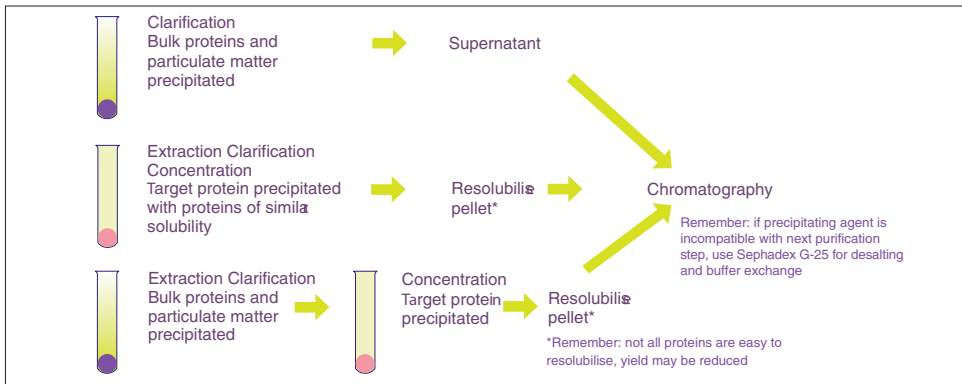 Clarification
Bulk proteins and
particulate matter
precipitated
Supernatant
Extraction Clarification
Concentration
Target protein precipitated
with proteins of similar
solubility
Resolubilise
pellet*
Chromatography
Remember: if precipitating agent is
incompatible with next purification
step, use Sephadex G-25 for desalting
and buffer exchange
Extraction Clarification
Bulk proteins and
particulate matter
precipitated
Concentration
Target protein
precipitated
Resolubilise
pellet*
*Remember: not all proteins are easy to
resolubilise, yield may be reduced